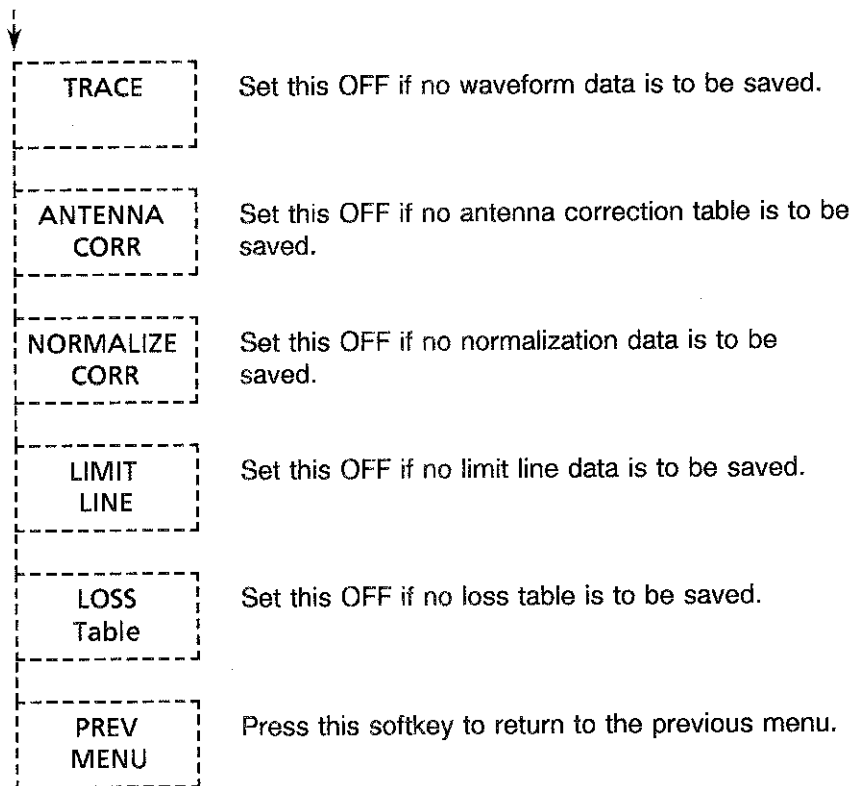 TRACE
Set this OFF if no waveform data is to be saved.
ANTENNA
CORR
Set this OFF if no antenna correction table is to be
saved.
NORMALIZE
CORR
Set this OFF if no normalization data is to be
saved.
LIMIT
LINE
Set this OFF if no limit line data is to be saved.
LOSS
Table
Set this OFF if no loss table is to be saved.
PREV
MENU
Press this softkey to return to the previous menu.